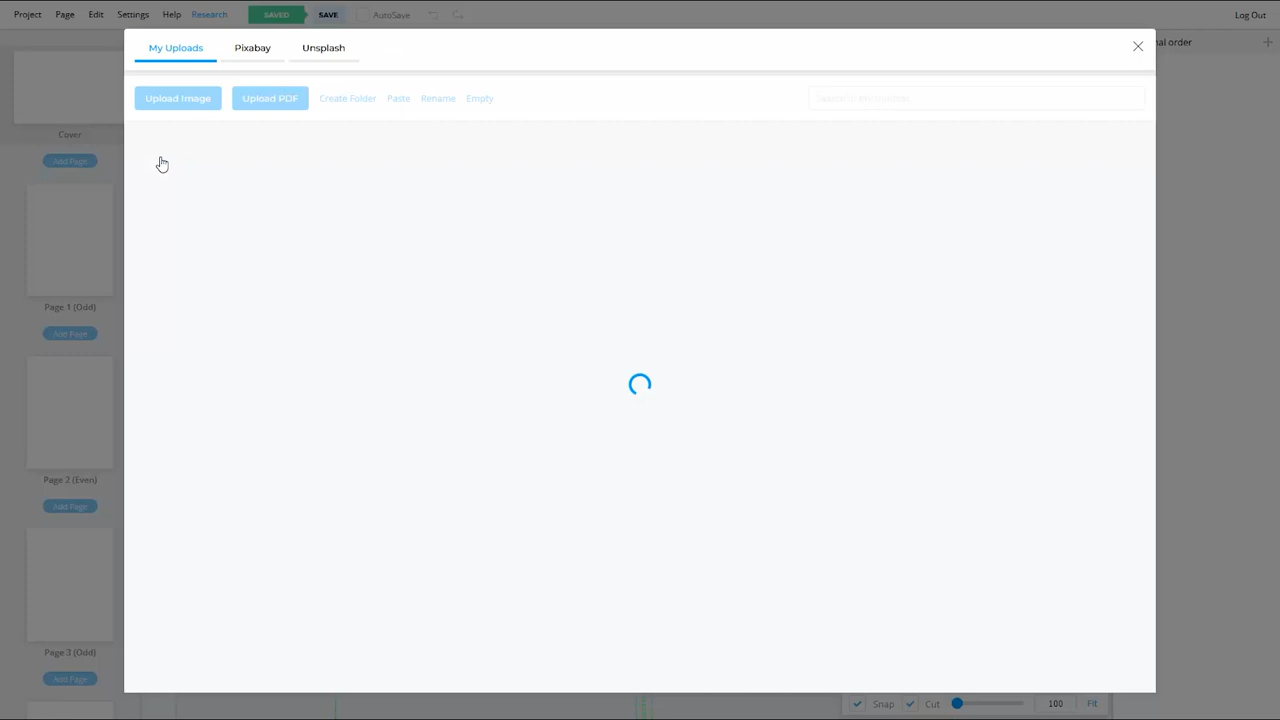 Project Page Edit Settings Help Research SAVED SAVE AutoSave Log Out
My Uploads Pixabay Unsplash
nal order
Upload Image Upload PDF Create Folder Paste Rename Empty
Cover
Add Page
Page 1 (Odd)
Add Page
Page 2 (Even)
Add Page
Page 3 (Odd)
Add Page
Snap Cut 100 Fit